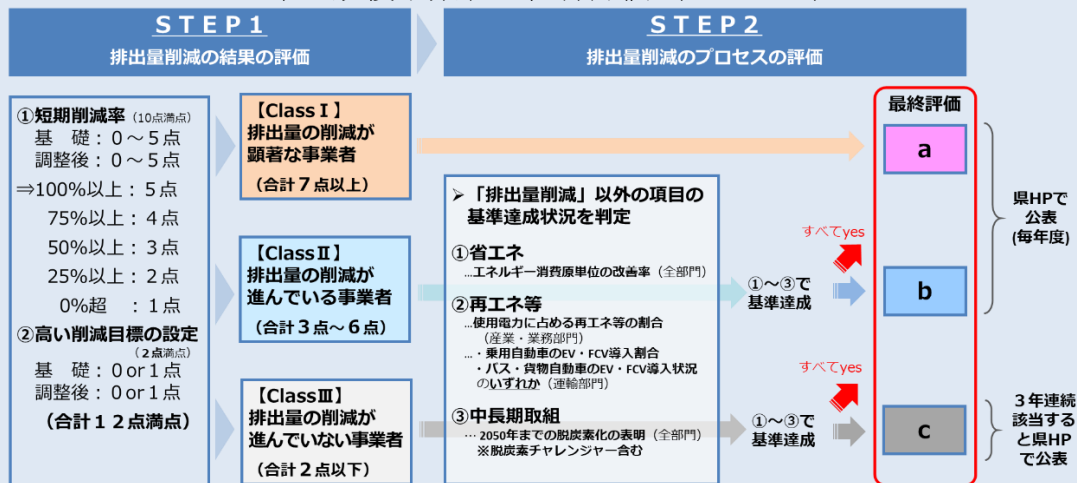 STEP1
排出量削減の結果の評価
STEP2
排出量削減のプロセスの評価
①短期削減率（10点満点）
基　礎：０～５点
調整後：０～５点
⇒100%以上：５点
75%以上：４点
50%以上：３点
25%以上：２点
0%超　：１点
②高い削減目標の設定
（２点満点）
基　礎：０or１点
調整後：０or１点
（合計１２点満点）
【ClassⅠ】
排出量の削減が
顕著な事業者
（合計７点以上）
【ClassⅡ】
排出量の削減が
進んでいる事業者
（合計３点～６点）
【ClassⅢ】
排出量の削減が
進んでいない事業者
（合計２点以下）
➢「排出量削減」以外の項目の
基準達成状況を判定
①省エネ
…エネルギー消費原単位の改善率（全部門）
②再エネ等
…使用電力に占める再エネ等の割合
（産業・業務部門）
…・乗用自動車のEV・FCV導入割合
・バス・貨物自動車のEV・FCV導入状況
のいずれか（運輸部門）
③中長期取組
… 2050年までの脱炭素化の表明（全部門）
※脱炭素チャレンジャー含む
①～③で
基準達成
すべてyes
①～③で
基準達成
すべてyes
最終評価
a
b
c
県HPで
公表
(毎年度)
３年連続
該当する
と県HP
で公表